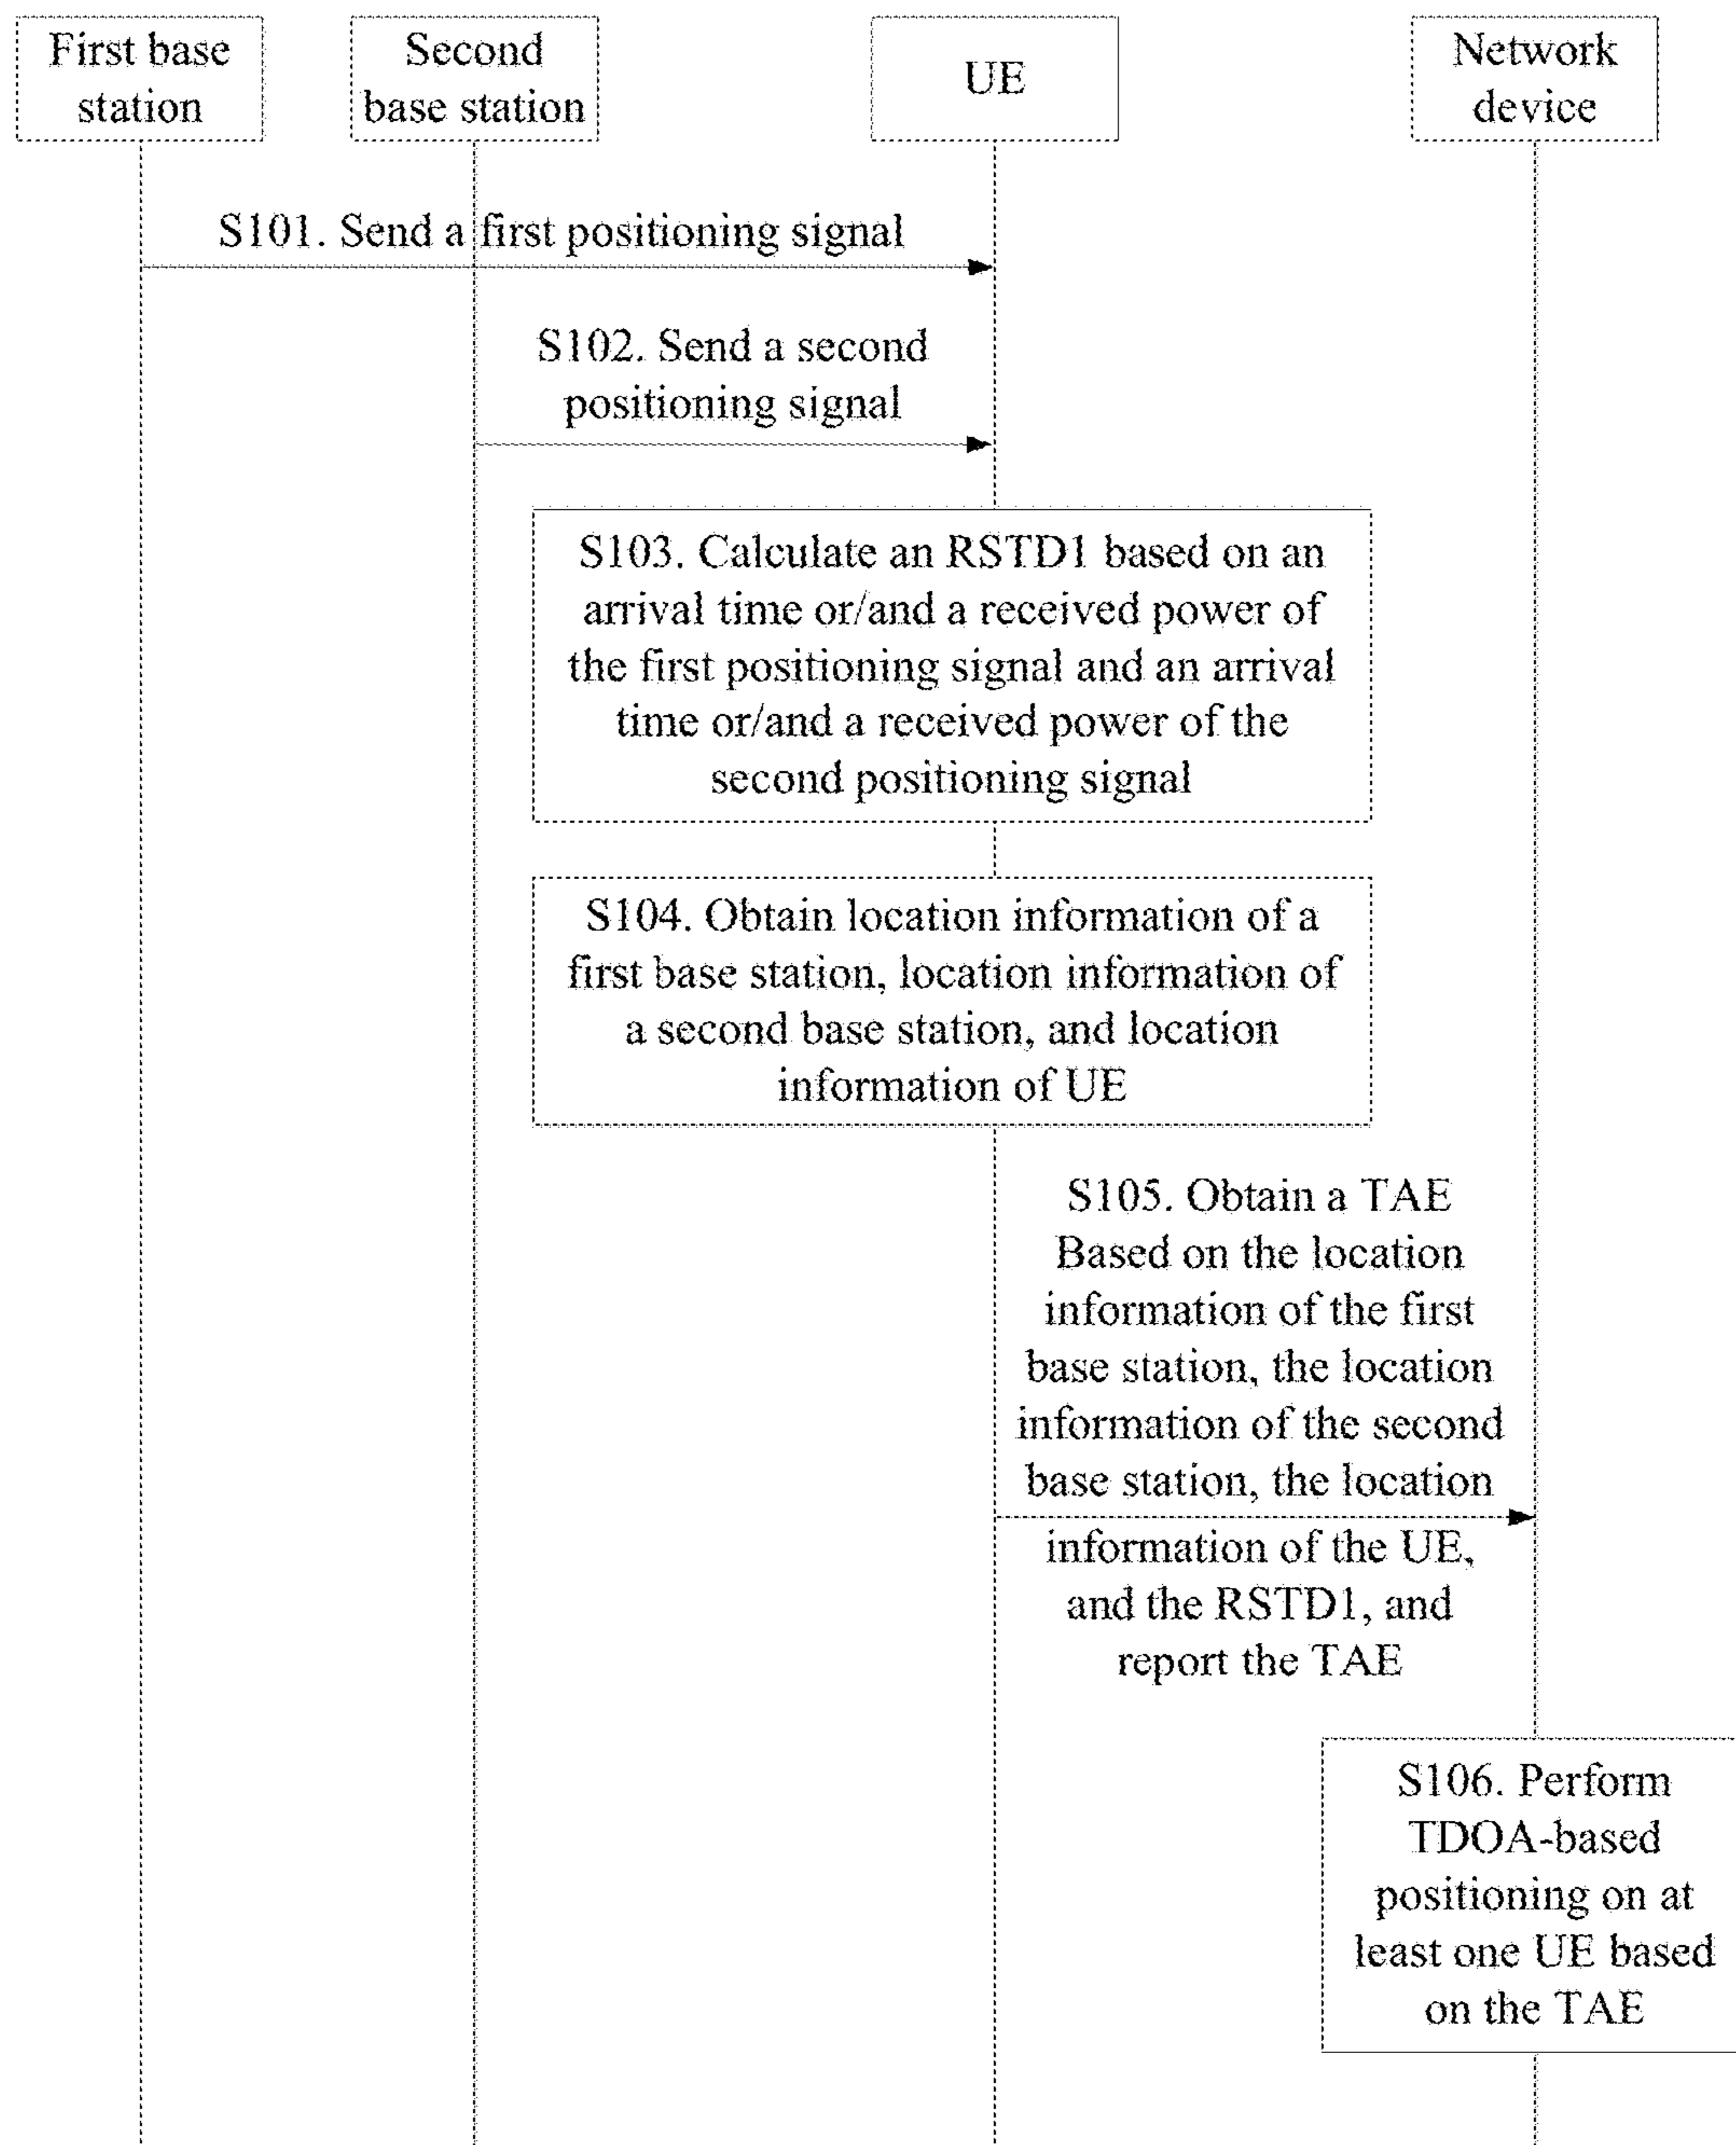 First base
station
Second
base station
UE
Network
device
S101. Send a first positioning signal
S102. Send a second
positioning signal
S103. Calculate an RSTD1 based on an
arrival time or/and a received power of
the first positioning signal and an arrival
time or/and a received power of the
second positioning signal
S104. Obtain location information of a
first base station, location information of
a second base station, and location
information of UE
S105. Obtain a TAE
Based on the location
information of the first
base station, the location
information of the second
base station, the location
information of the UE,
and the RSTD1, and
report the TAE
S106. Perform
TDOA-based
positioning on at
least one UE based
on the TAE